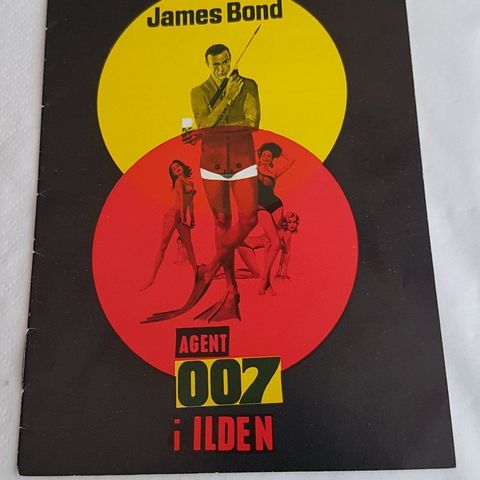 James Bond
AGENT
007
i ILDEN